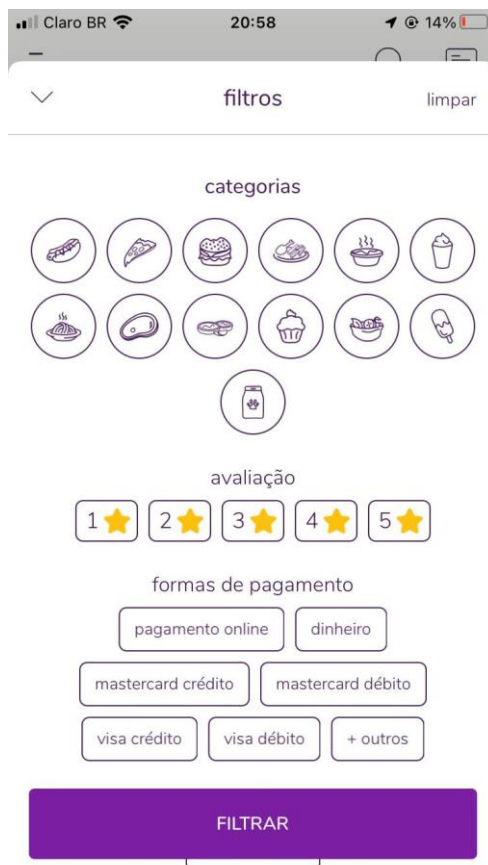 Claro BR 20:58 14%
filtros limpar
categorias
avaliação
1 2 3 4 5
formas de pagamento
pagamento online dinheiro
mastercard crédito mastercard débito
visa crédito visa débito + outros
FILTRAR